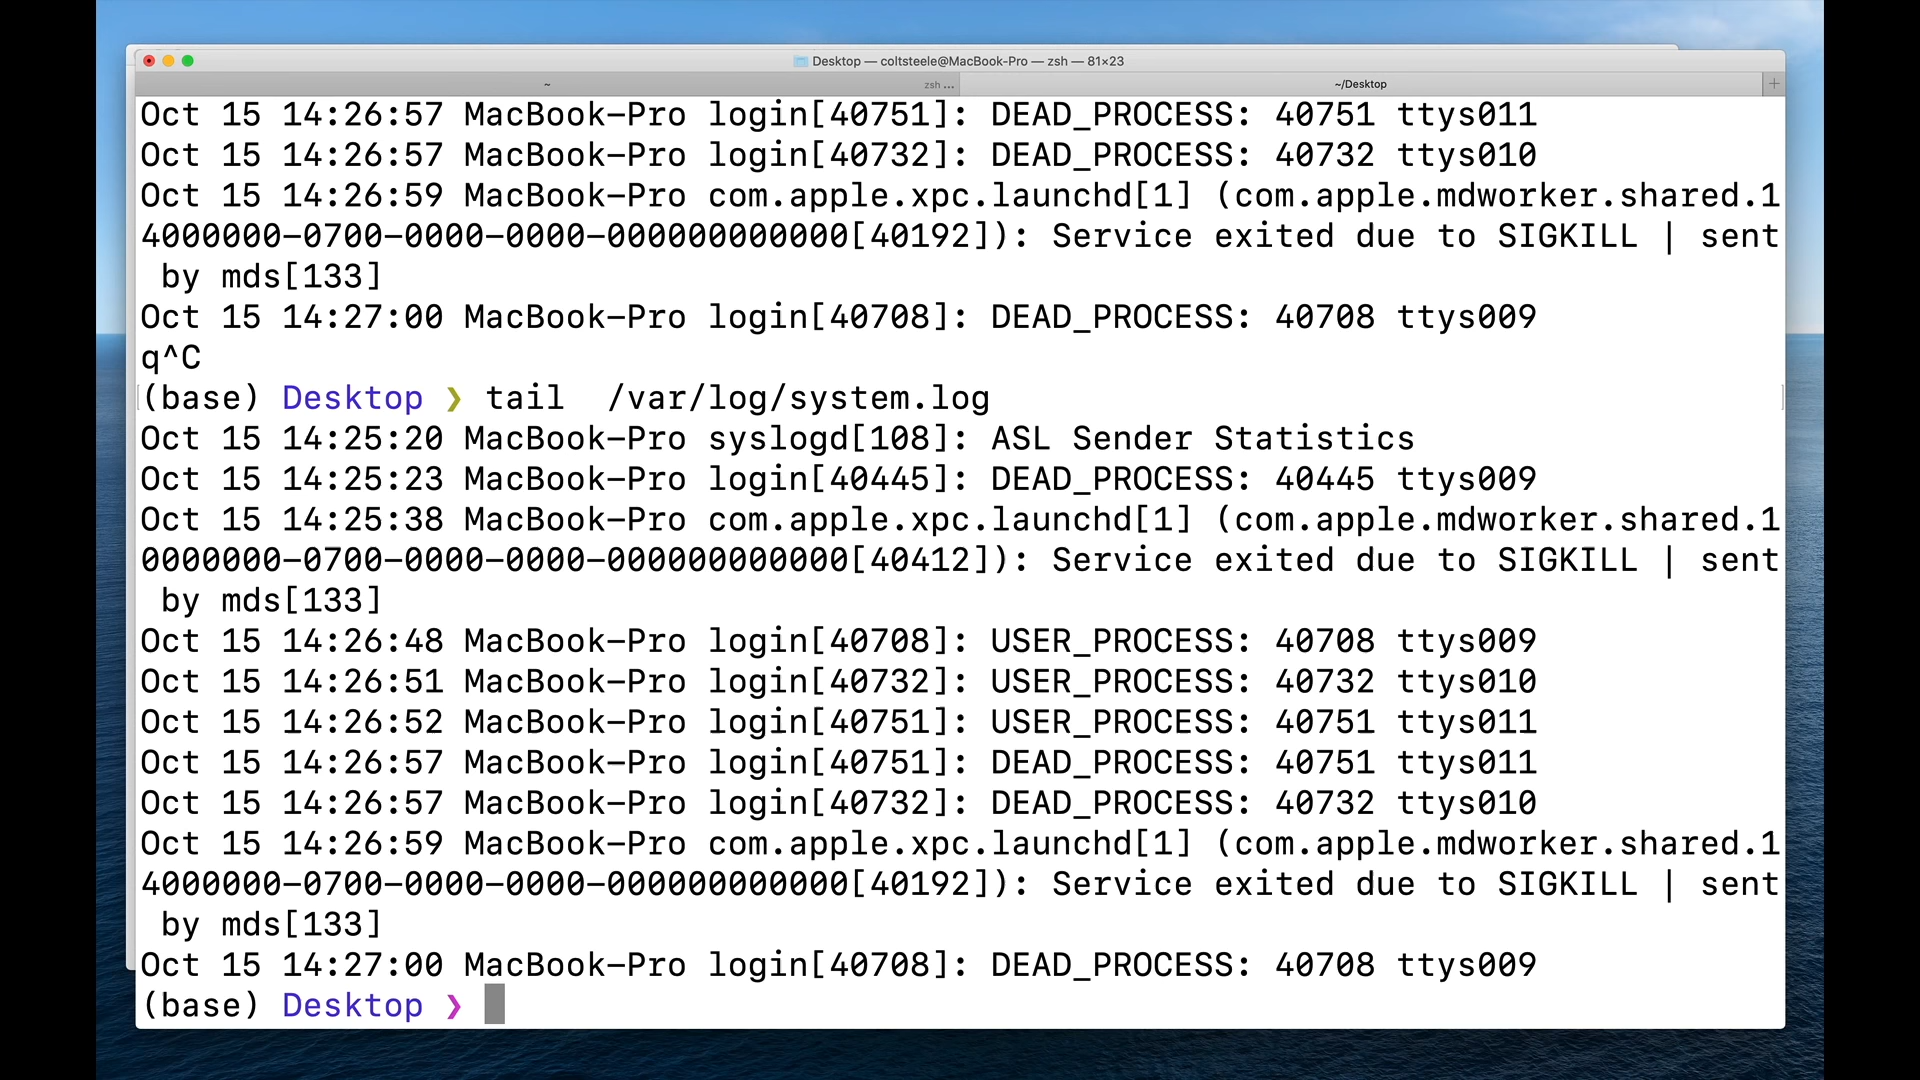 Desktop — coltsteele@MacBook-Pro — zsh — 81×23
~ zsh ... ~/Desktop +
Oct 15 14:26:57 MacBook-Pro login[40751]: DEAD_PROCESS: 40751 ttys011
Oct 15 14:26:57 MacBook-Pro login[40732]: DEAD_PROCESS: 40732 ttys010
Oct 15 14:26:59 MacBook-Pro com.apple.xpc.launchd[1] (com.apple.mdworker.shared.1
4000000-0700-0000-0000-000000000000[40192]): Service exited due to SIGKILL | sent
 by mds[133]
Oct 15 14:27:00 MacBook-Pro login[40708]: DEAD_PROCESS: 40708 ttys009
q^C
(base) Desktop ❯ tail  /var/log/system.log
Oct 15 14:25:20 MacBook-Pro syslogd[108]: ASL Sender Statistics
Oct 15 14:25:23 MacBook-Pro login[40445]: DEAD_PROCESS: 40445 ttys009
Oct 15 14:25:38 MacBook-Pro com.apple.xpc.launchd[1] (com.apple.mdworker.shared.1
0000000-0700-0000-0000-000000000000[40412]): Service exited due to SIGKILL | sent
 by mds[133]
Oct 15 14:26:48 MacBook-Pro login[40708]: USER_PROCESS: 40708 ttys009
Oct 15 14:26:51 MacBook-Pro login[40732]: USER_PROCESS: 40732 ttys010
Oct 15 14:26:52 MacBook-Pro login[40751]: USER_PROCESS: 40751 ttys011
Oct 15 14:26:57 MacBook-Pro login[40751]: DEAD_PROCESS: 40751 ttys011
Oct 15 14:26:57 MacBook-Pro login[40732]: DEAD_PROCESS: 40732 ttys010
Oct 15 14:26:59 MacBook-Pro com.apple.xpc.launchd[1] (com.apple.mdworker.shared.1
4000000-0700-0000-0000-000000000000[40192]): Service exited due to SIGKILL | sent
 by mds[133]
Oct 15 14:27:00 MacBook-Pro login[40708]: DEAD_PROCESS: 40708 ttys009
(base) Desktop ❯